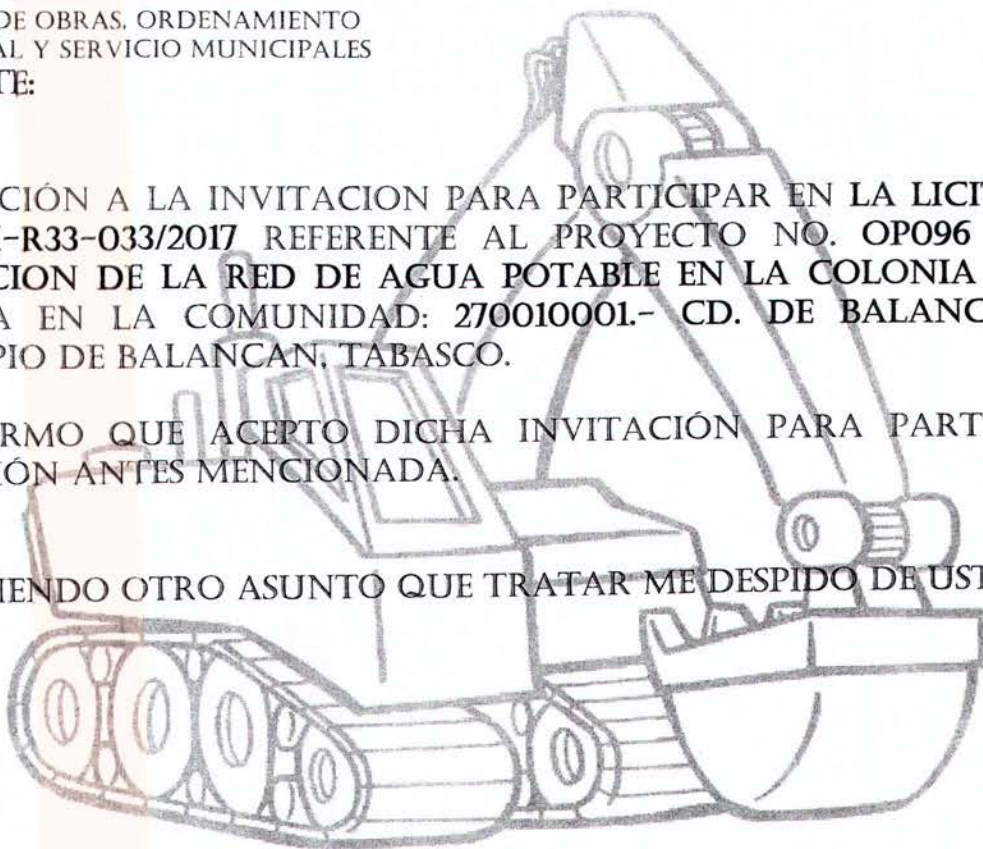 DE OBRAS, ORDENAMIENTO
AL Y SERVICIO MUNICIPALES
TE:
CIÓN A LA INVITACION PARA PARTICIPAR EN LA LICIT
-R33-033/2017 REFERENTE AL PROYECTO NO. OP096
CION DE LA RED DE AGUA POTABLE EN LA COLONIA
A EN LA COMUNIDAD: 270010001.- CD. DE BALANC
PIO DE BALANCAN, TABASCO.
RMO QUE ACEPTO DICHA INVITACIÓN PARA PART
IÓN ANTES MENCIONADA.
IENDO OTRO ASUNTO QUE TRATAR ME DESPIDO DE UST